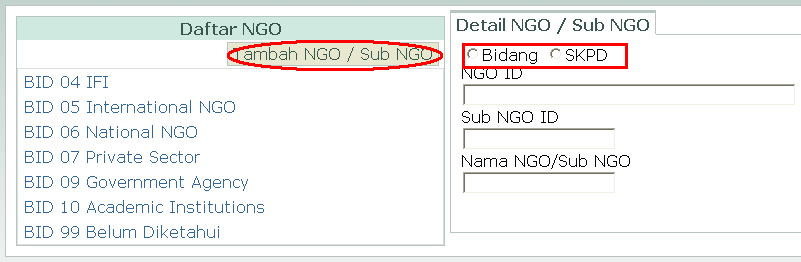 Daftar NGO
Tambah NGO / Sub NGO
BID 04 IFI
BID 05 International NGO
BID 06 National NGO
BID 07 Private Sector
BID 09 Government Agency
BID 10 Academic Institutions
BID 99 Belum Diketahui
Detail NGO / Sub NGO
Bidang SKPD
NGO ID
Sub NGO ID
Nama NGO/Sub NGO